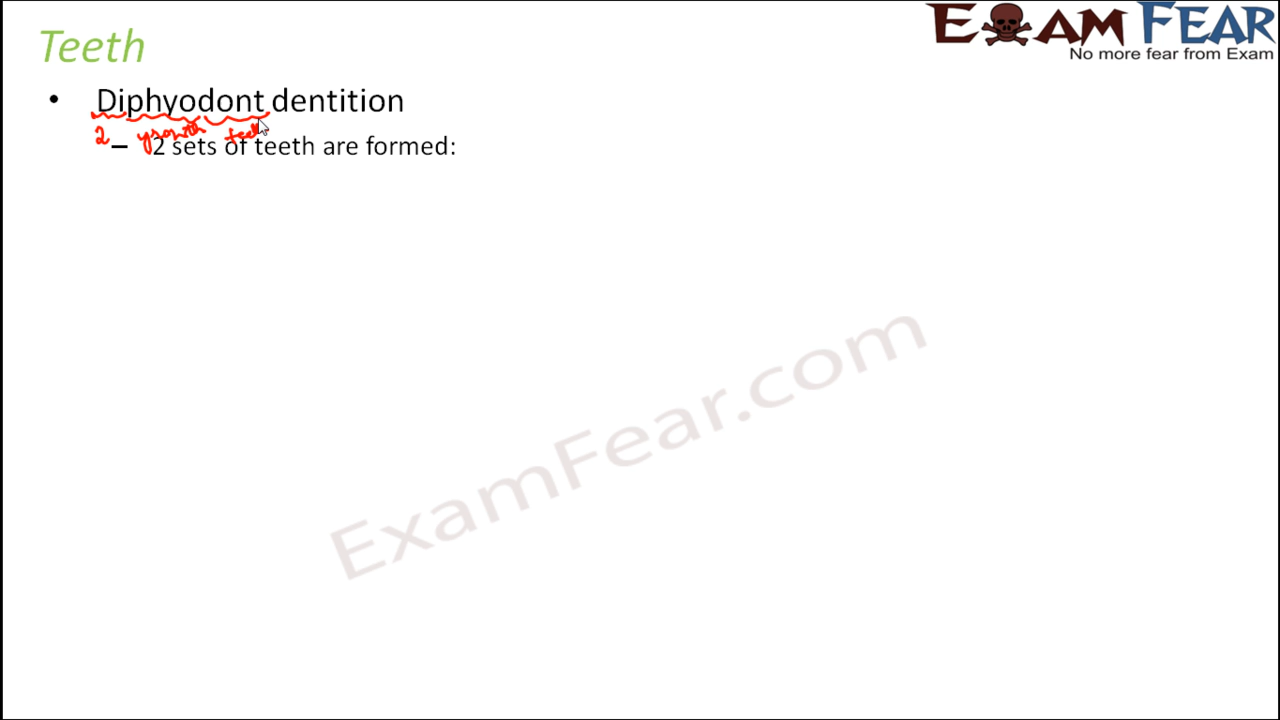 Teeth
EXAM FEAR
No more fear from Exam
• Diphyodont dentition
2 growth teeth
– 2 sets of teeth are formed:
ExamFear.com